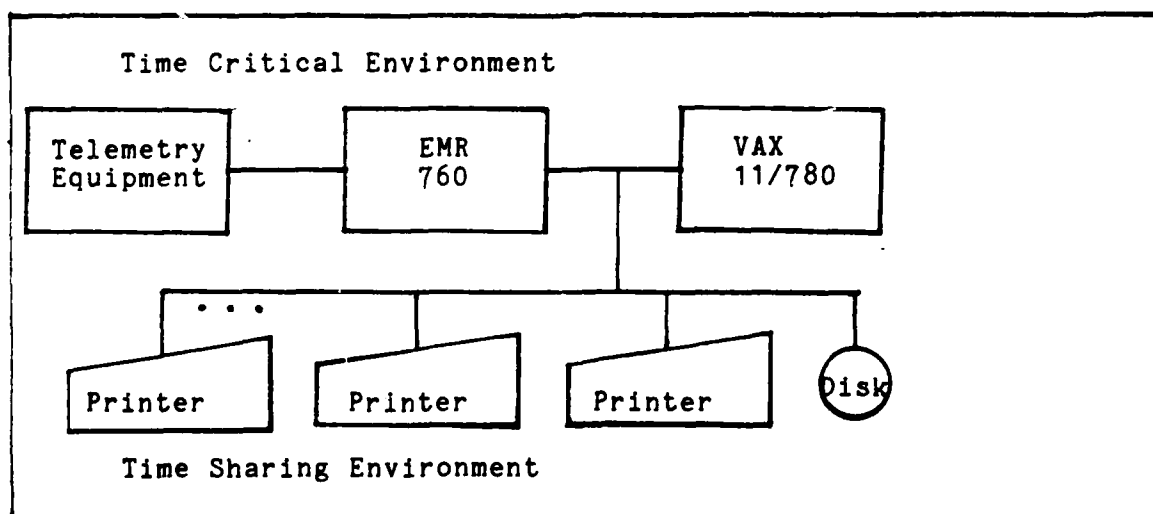 Time Critical Environment
Telemetry
Equipment
EMR
760
VAX
11/780
. . .
Printer
Printer
Printer
Disk
Time Sharing Environment